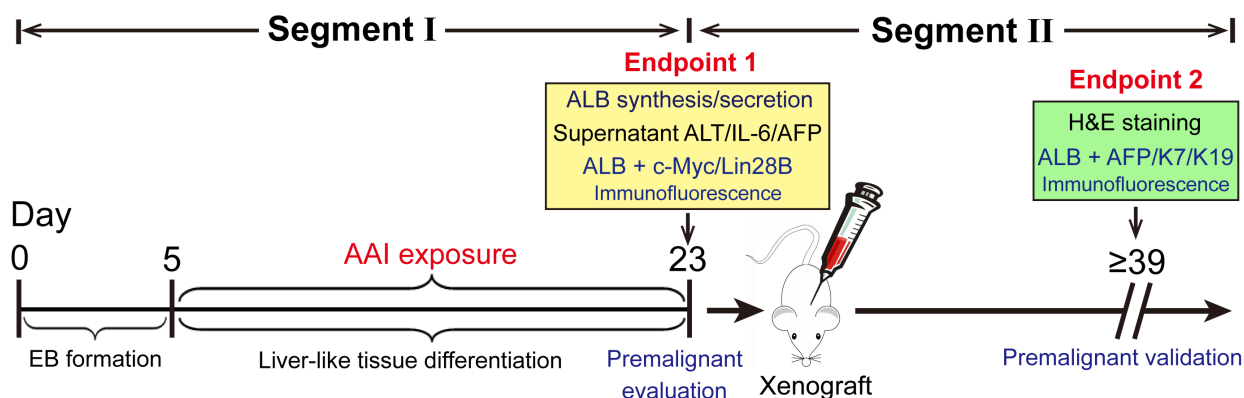 Segment I
Segment II
Endpoint 1
ALB synthesis/secretion
Supernatant ALT/IL-6/AFP
ALB + c-Myc/Lin28B
Immunofluorescence
Endpoint 2
H&E staining
ALB + AFP/K7/K19
Immunofluorescence
Day
0
5
AAI exposure
23
≥39
EB formation
Liver-like tissue differentiation
Premalignant
evaluation
Xenograft
Premalignant validation